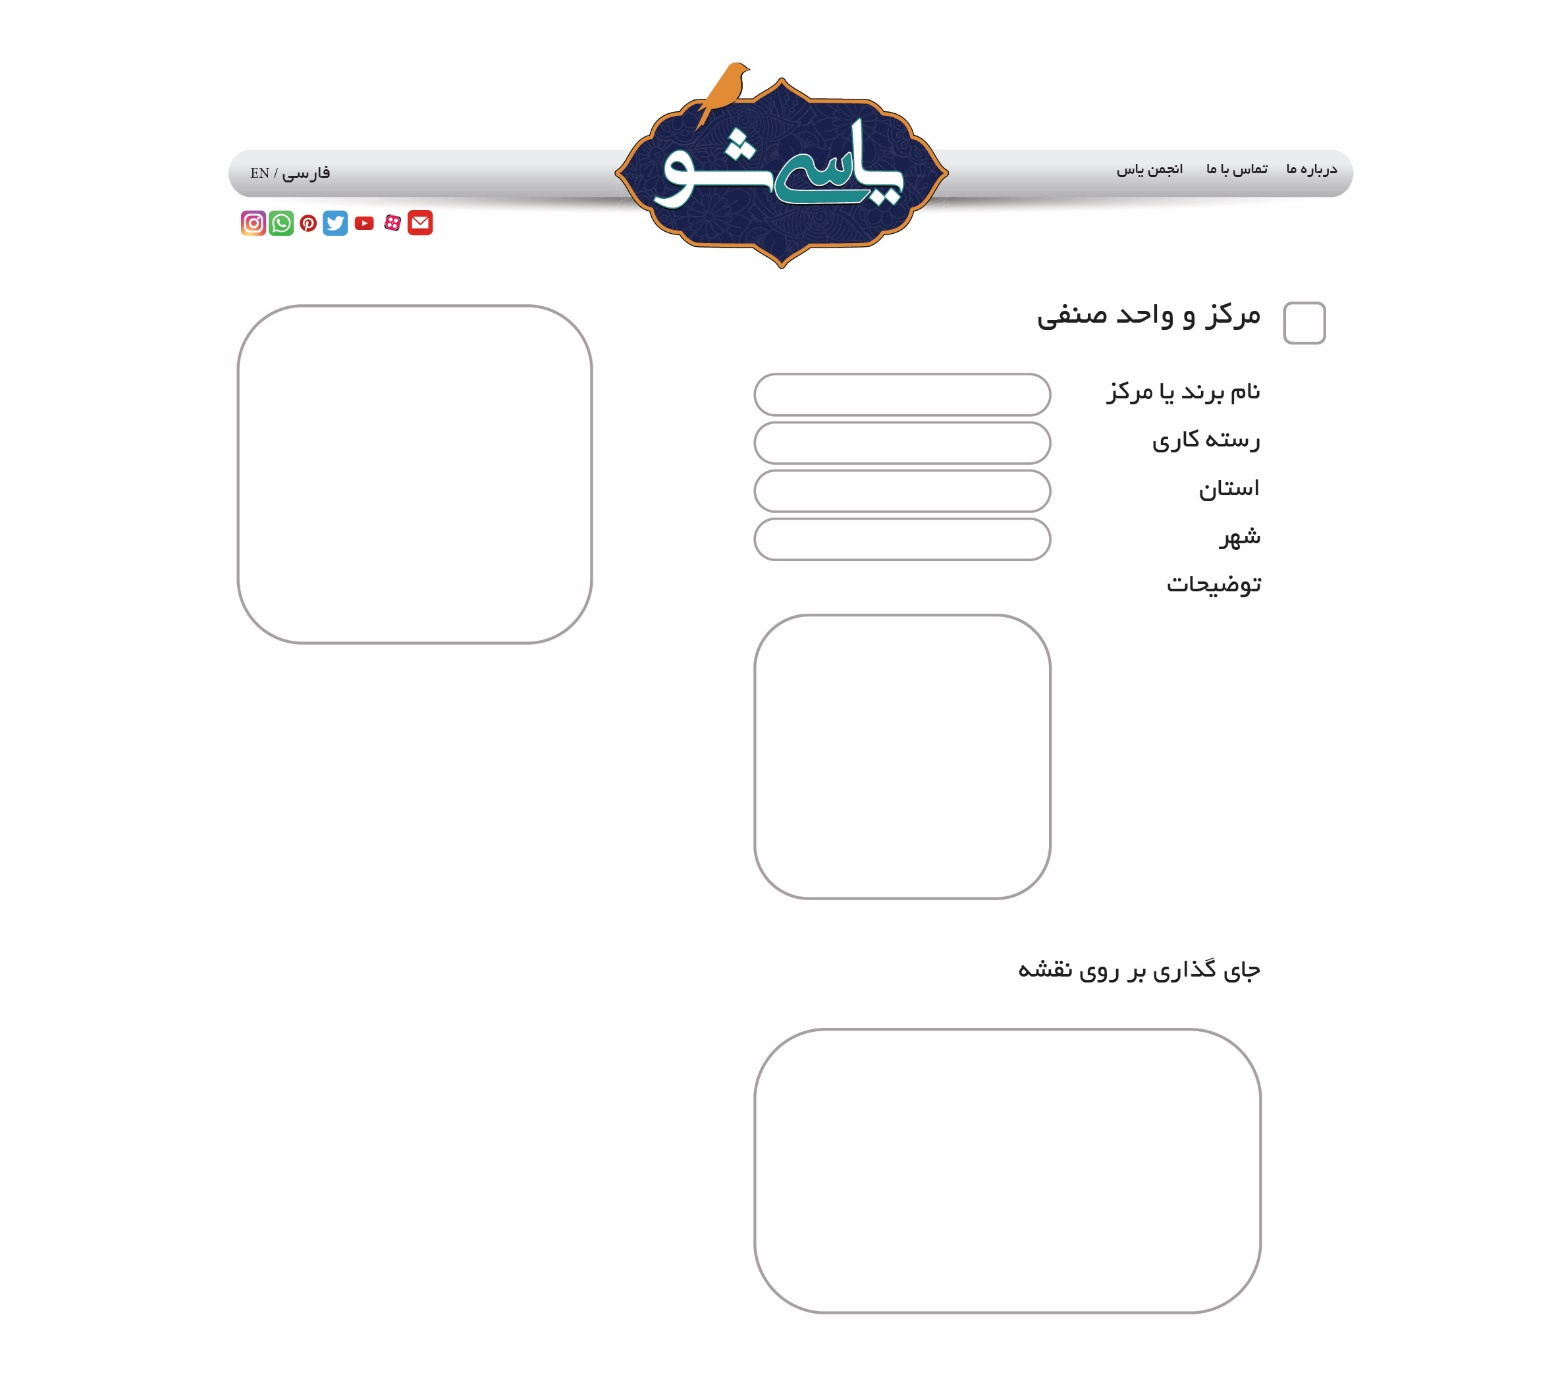 درباره ما   تماس با ما   انجمن یاس
یاسی شو
فارسی / EN
مرکز و واحد صنفی
نام برند یا مرکز
رسته کاری
استان
شهر
توضیحات
جای گذاری بر روی نقشه